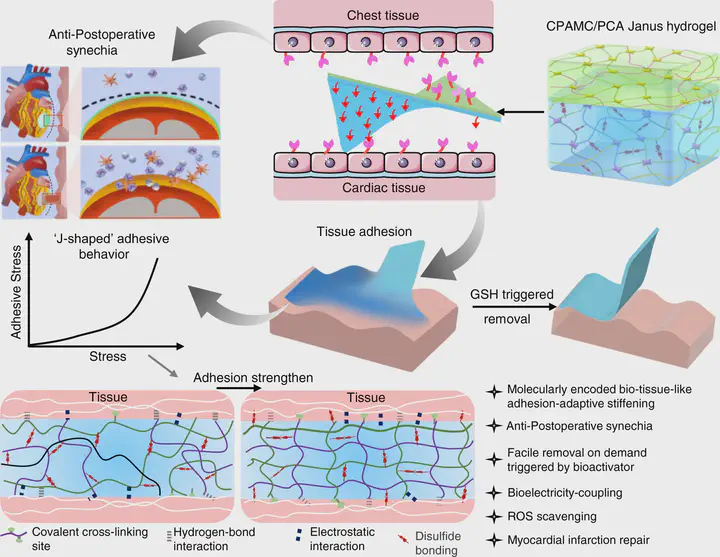 Chest tissue
CPAMC/PCA Janus hydrogel
Anti-Postoperative
synechia
Cardiac tissue
Tissue adhesion
‘J-shaped’ adhesive
behavior
Adhesive Stress
Stress
GSH triggered
removal
Adhesion strengthen
Tissue
Tissue
Molecularly encoded bio-tissue-like
adhesion-adaptive stiffening
Anti-Postoperative synechia
Facile removal on demand
triggered by bioactivator
Bioelectricity-coupling
ROS scavenging
Myocardial infarction repair
Covalent cross-linking
site
Hydrogen-bond
interaction
Electrostatic
interaction
Disulfide
bonding